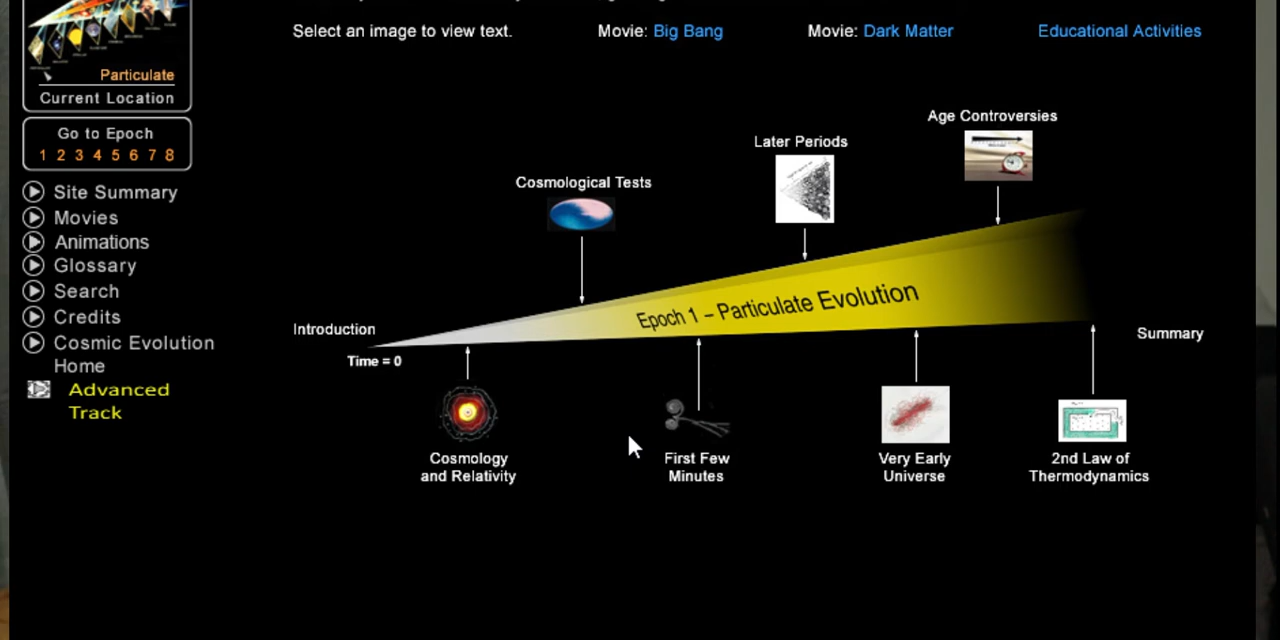 Select an image to view text.
Movie: Big Bang
Movie: Dark Matter
Educational Activities
Particulate
Current Location
Go to Epoch
1 2 3 4 5 6 7 8
Site Summary
Movies
Animations
Glossary
Search
Credits
Cosmic Evolution
Home
Advanced
Track
Age Controversies
Later Periods
Cosmological Tests
Epoch 1 – Particulate Evolution
Introduction
Time = 0
Summary
Cosmology
and Relativity
First Few
Minutes
Very Early
Universe
2nd Law of
Thermodynamics